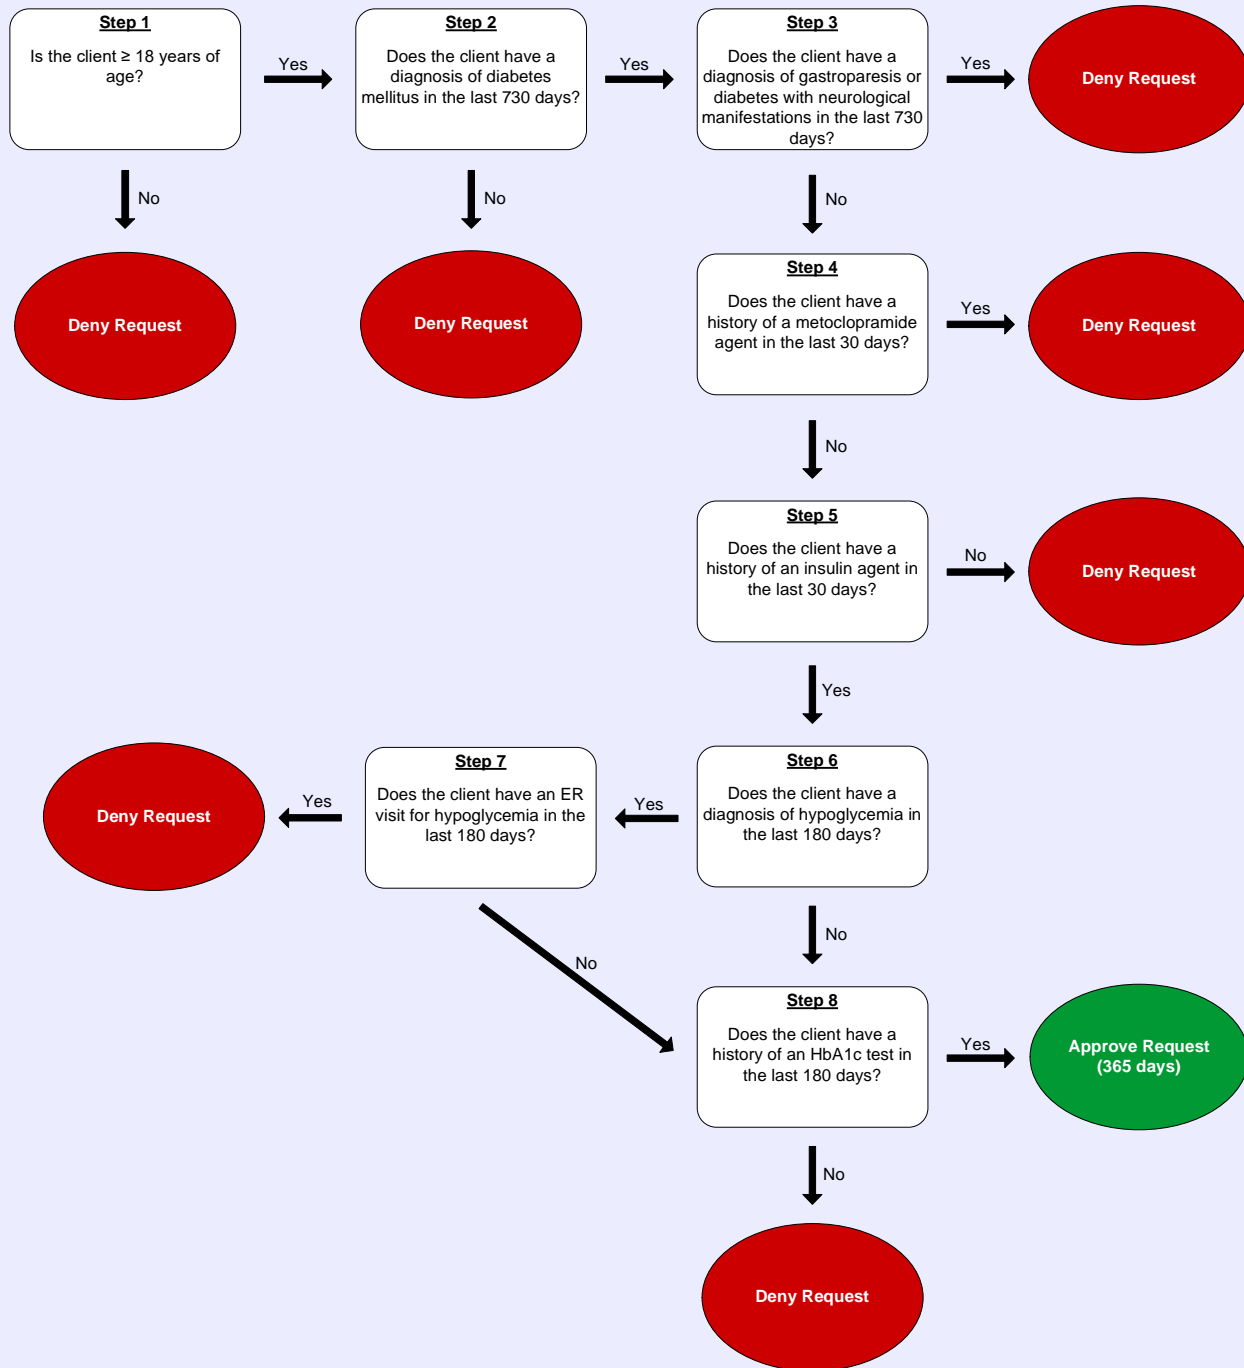 Step 1
Is the client ≥ 18 years of
age?
Yes
Step 2
Does the client have a
diagnosis of diabetes
mellitus in the last 730 days?
Yes
Step 3
Does the client have a
diagnosis of gastroparesis or
diabetes with neurological
manifestations in the last 730
days?
Yes
Deny Request
No
No
No
Deny Request
Deny Request
Step 4
Does the client have a
history of a metoclopramide
agent in the last 30 days?
Yes
Deny Request
No
Step 5
Does the client have a
history of an insulin agent in
the last 30 days?
No
Deny Request
Yes
Step 6
Does the client have a
diagnosis of hypoglycemia in
the last 180 days?
Yes
Step 7
Does the client have an ER
visit for hypoglycemia in the
last 180 days?
Yes
Deny Request
No
No
Step 8
Does the client have a
history of an HbA1c test in
the last 180 days?
Yes
Approve Request
(365 days)
No
Deny Request